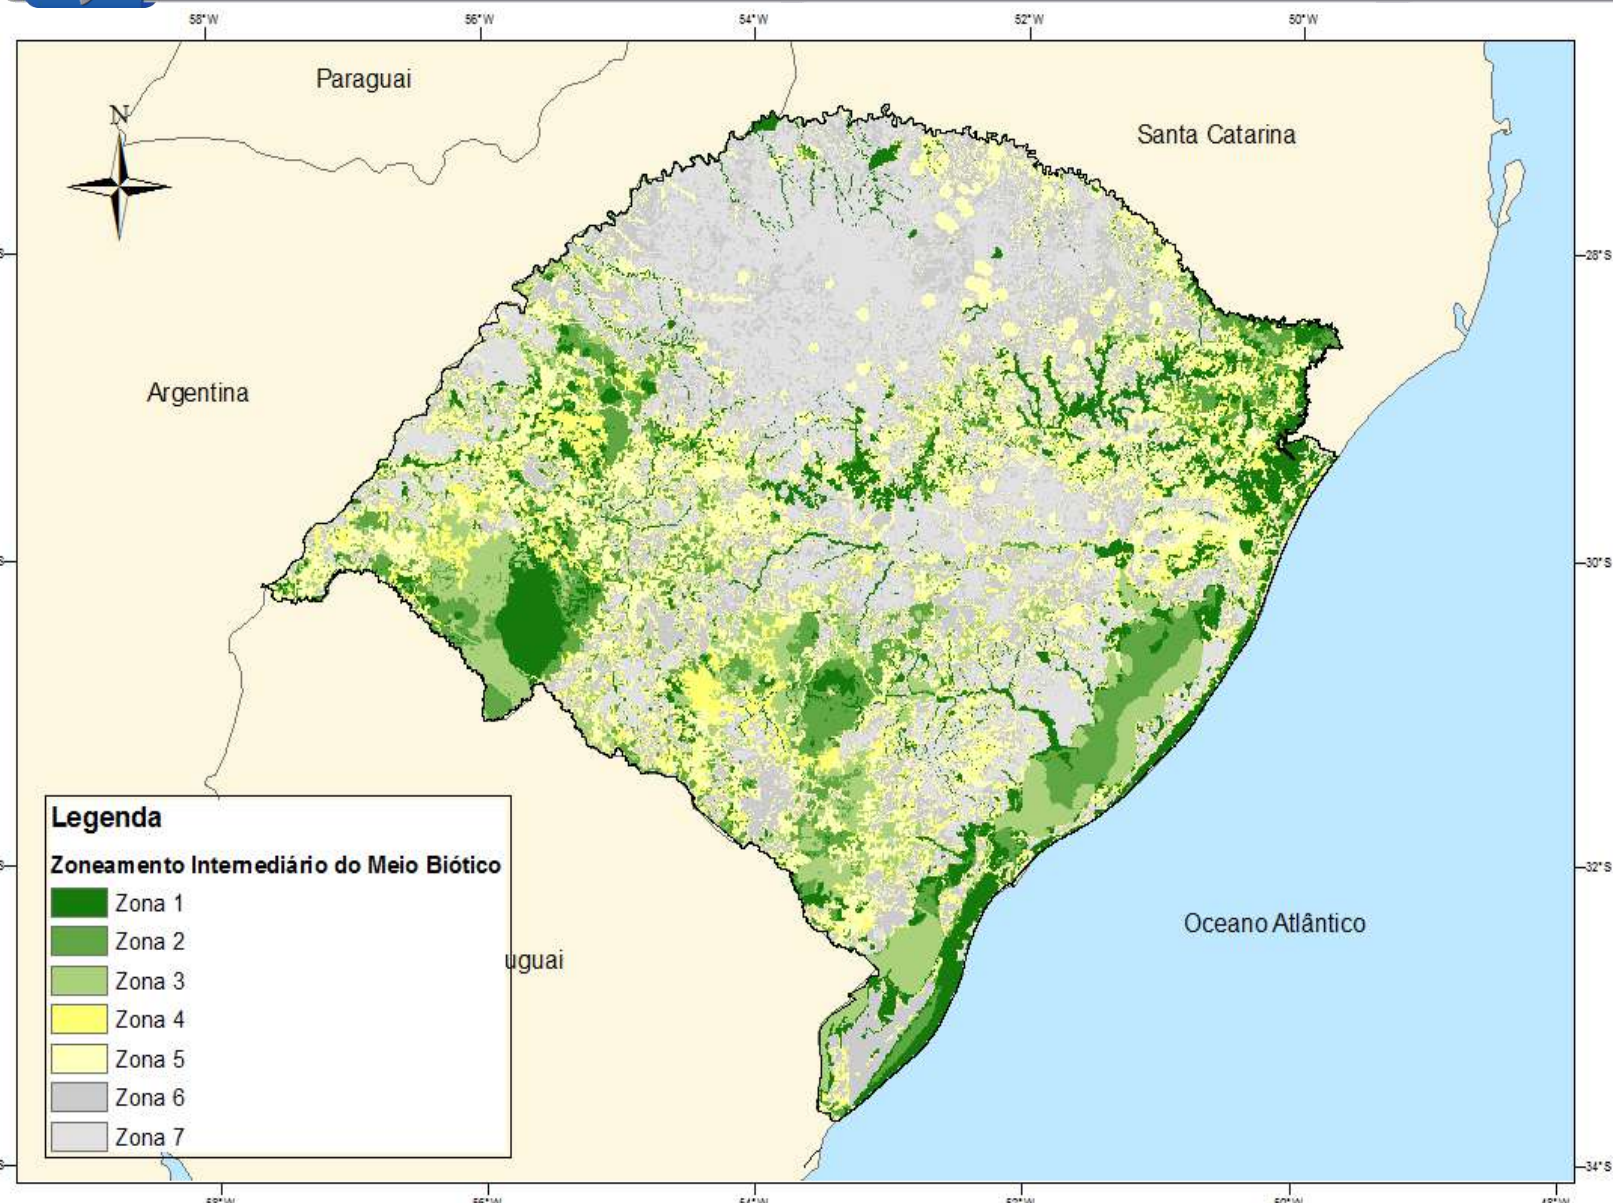 58°W 56°W 54°W 52°W 50°W
Paraguai
N
Santa Catarina
28°S
Argentina
30°S
Legenda
Zoneamento Intermediário do Meio Biótico
Zona 1
Zona 2
Zona 3
Zona 4
Zona 5
Zona 6
Zona 7
32°S
Oceano Atlântico
uguai
34°S